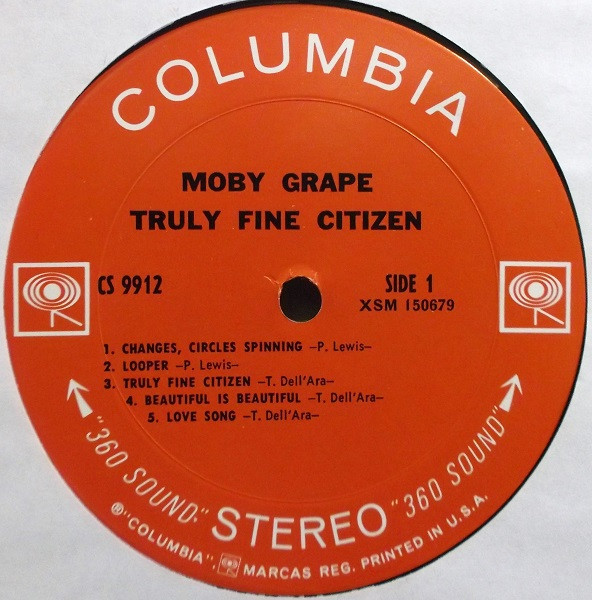 COLUMBIA
MOBY GRAPE
TRULY FINE CITIZEN
CS 9912
SIDE 1
XSM 150679
1. CHANGES, CIRCLES SPINNING –P. Lewis–
2. LOOPER –P. Lewis–
3. TRULY FINE CITIZEN –T. Dell'Ara–
4. BEAUTIFUL IS BEAUTIFUL –T. Dell'Ara–
5. LOVE SONG –T. Dell'Ara–
"360 SOUND" STEREO "360 SOUND"
®"COLUMBIA", MARCAS REG. PRINTED IN U.S.A.